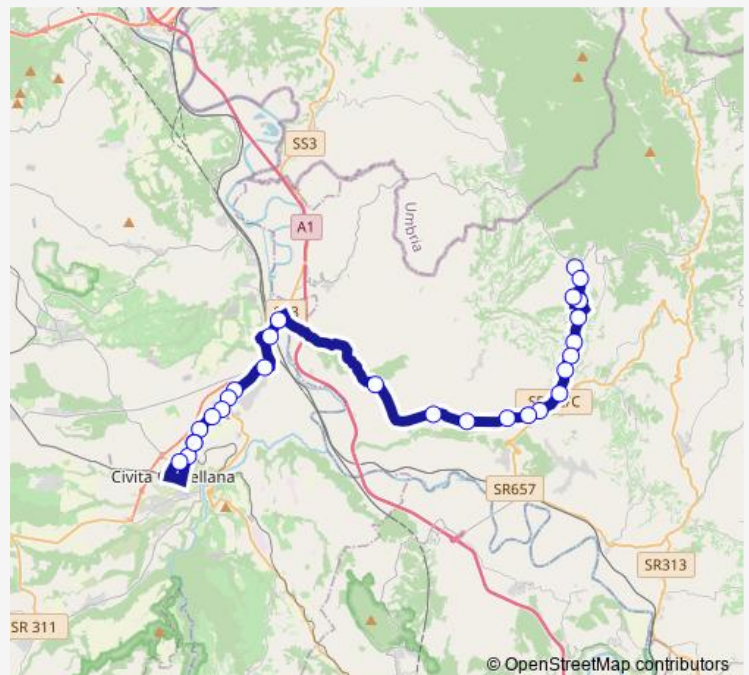 SS3
A1
Umbria
Civita
ellana
SR657
SR313
SR 311
© OpenStreetMap contributors